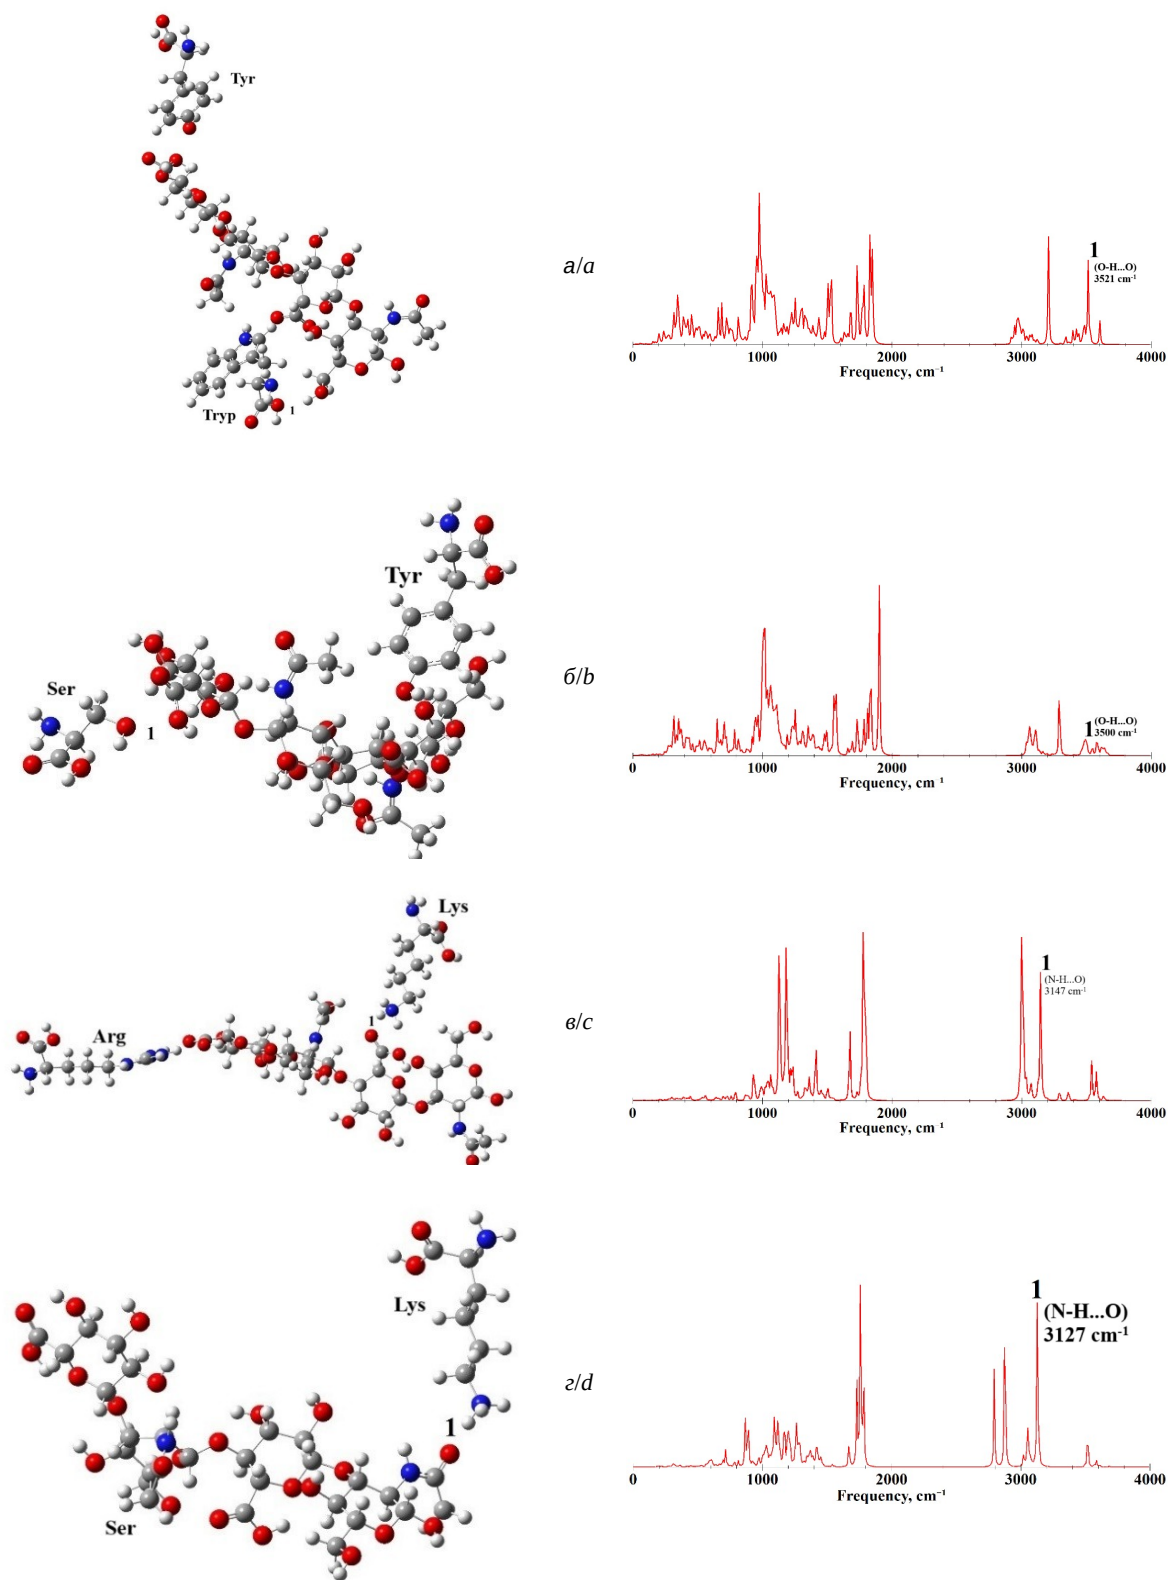 Tyr
Tryp
1
а/a
1
(O-H...O)
3521 cm⁻¹
0 1000 2000 3000 4000
Frequency, cm⁻¹
Tyr
Ser
1
б/b
1 (O-H...O)
3500 cm⁻¹
0 1000 2000 3000 4000
Frequency, cm⁻¹
Lys
Arg
1
в/c
1
(N-H...O)
3147 cm⁻¹
0 1000 2000 3000 4000
Frequency, cm⁻¹
Lys
1
Ser
г/d
1
(N-H...O)
3127 cm⁻¹
0 1000 2000 3000 4000
Frequency, cm⁻¹